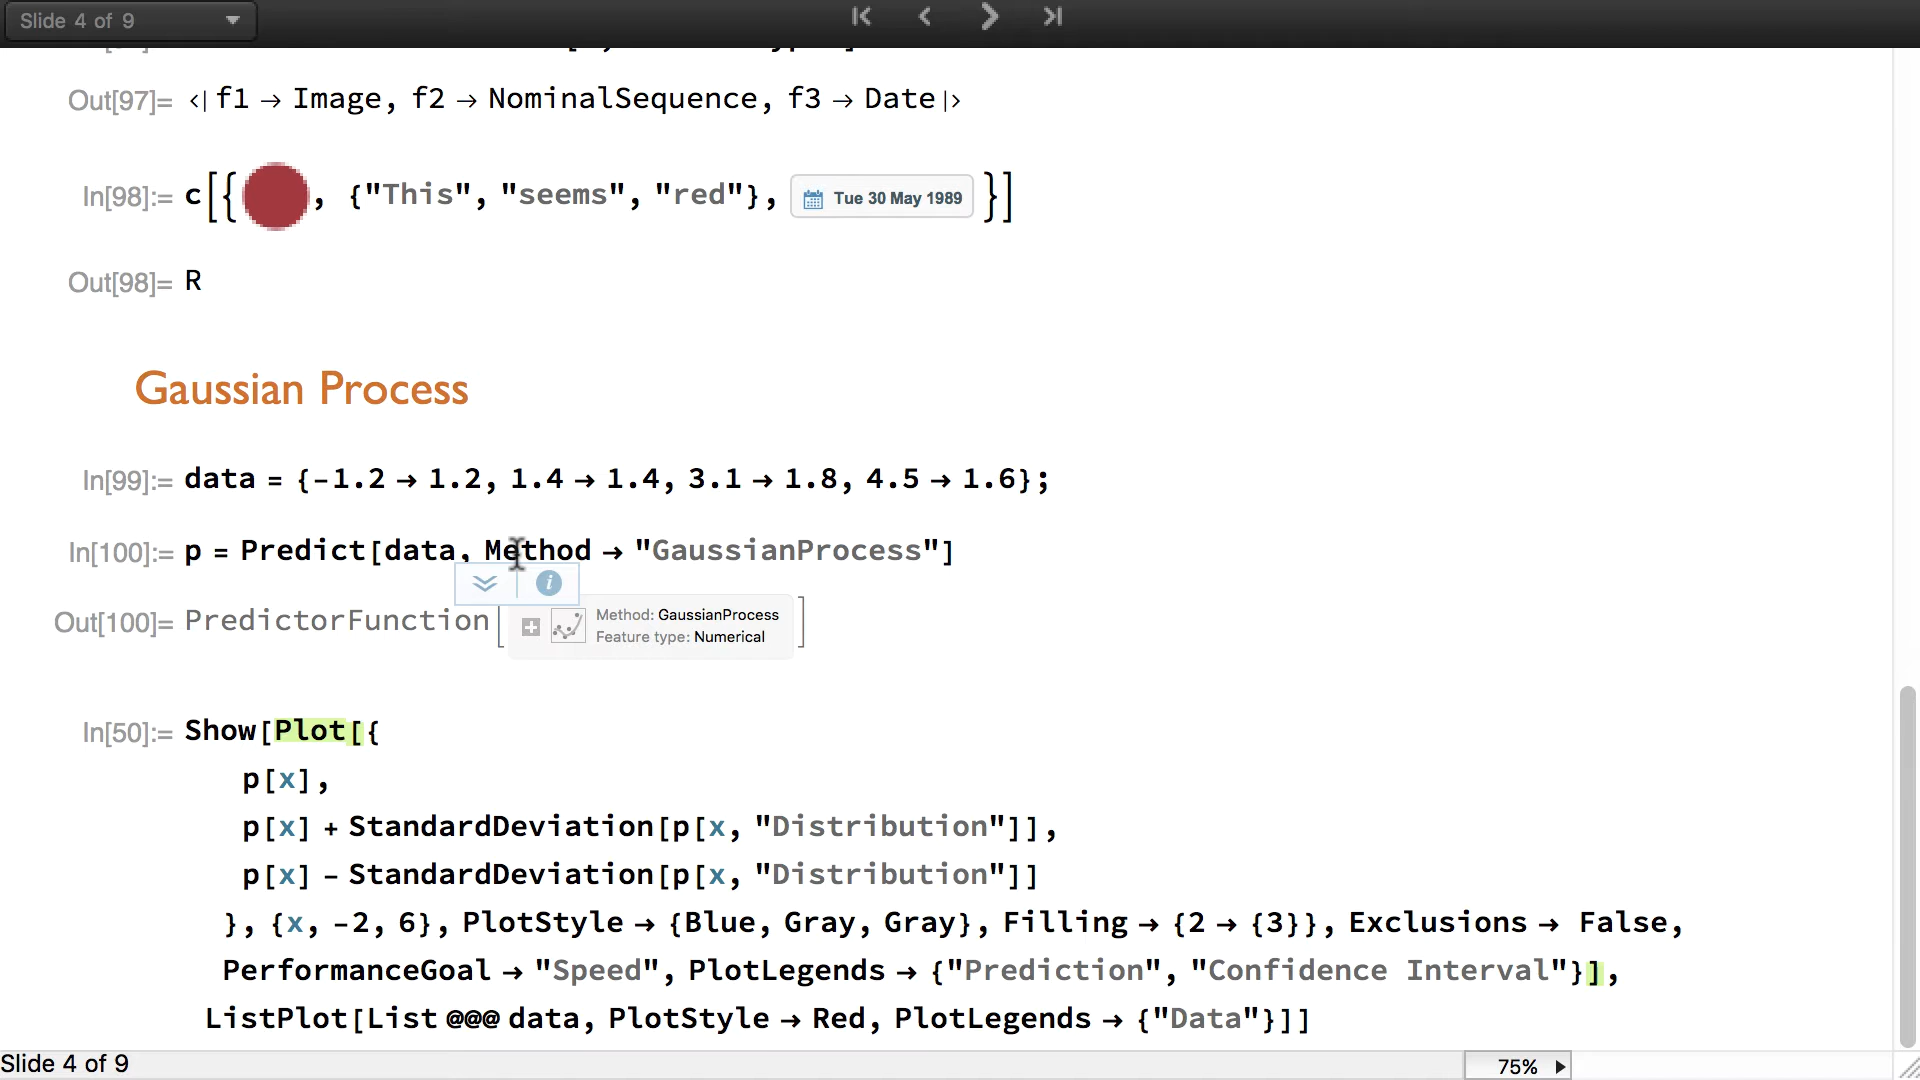 Slide 4 of 9
Out[97]= <| f1 → Image, f2 → NominalSequence, f3 → Date |>
In[98]:= c[{ , {"This", "seems", "red"}, Tue 30 May 1989 }]
Out[98]= R
Gaussian Process
In[99]:= data = {-1.2 → 1.2, 1.4 → 1.4, 3.1 → 1.8, 4.5 → 1.6};
In[100]:= p = Predict[data, Method → "GaussianProcess"]
Out[100]= PredictorFunction[ Method: GaussianProcess
Feature type: Numerical ]
In[50]:= Show[Plot[{
p[x],
p[x] + StandardDeviation[p[x, "Distribution"]],
p[x] - StandardDeviation[p[x, "Distribution"]]
}, {x, -2, 6}, PlotStyle → {Blue, Gray, Gray}, Filling → {2 → {3}}, Exclusions → False,
PerformanceGoal → "Speed", PlotLegends → {"Prediction", "Confidence Interval"}],
ListPlot[List @@@ data, PlotStyle → Red, PlotLegends → {"Data"}]]
Slide 4 of 9
75%